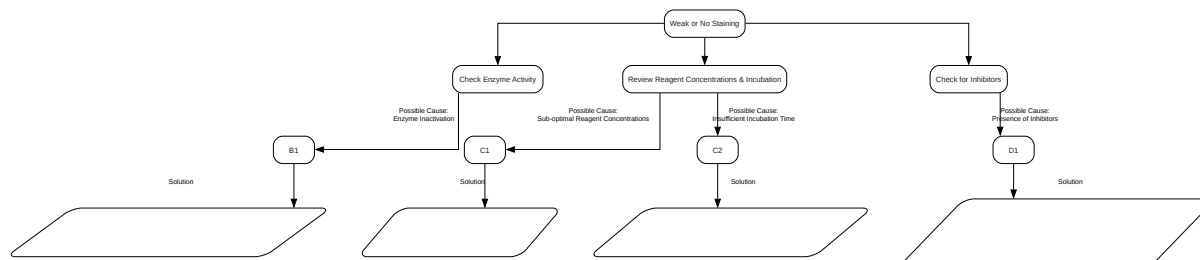 Weak or No Staining
Check Enzyme Activity
Review Reagent Concentrations & Incubation
Check for Inhibitors
Possible Cause:
Enzyme Inactivation
Possible Cause:
Sub-optimal Reagent Concentrations
Possible Cause:
Insufficient Incubation Time
Possible Cause:
Presence of Inhibitors
B1
C1
C2
D1
Solution
Solution
Solution
Solution